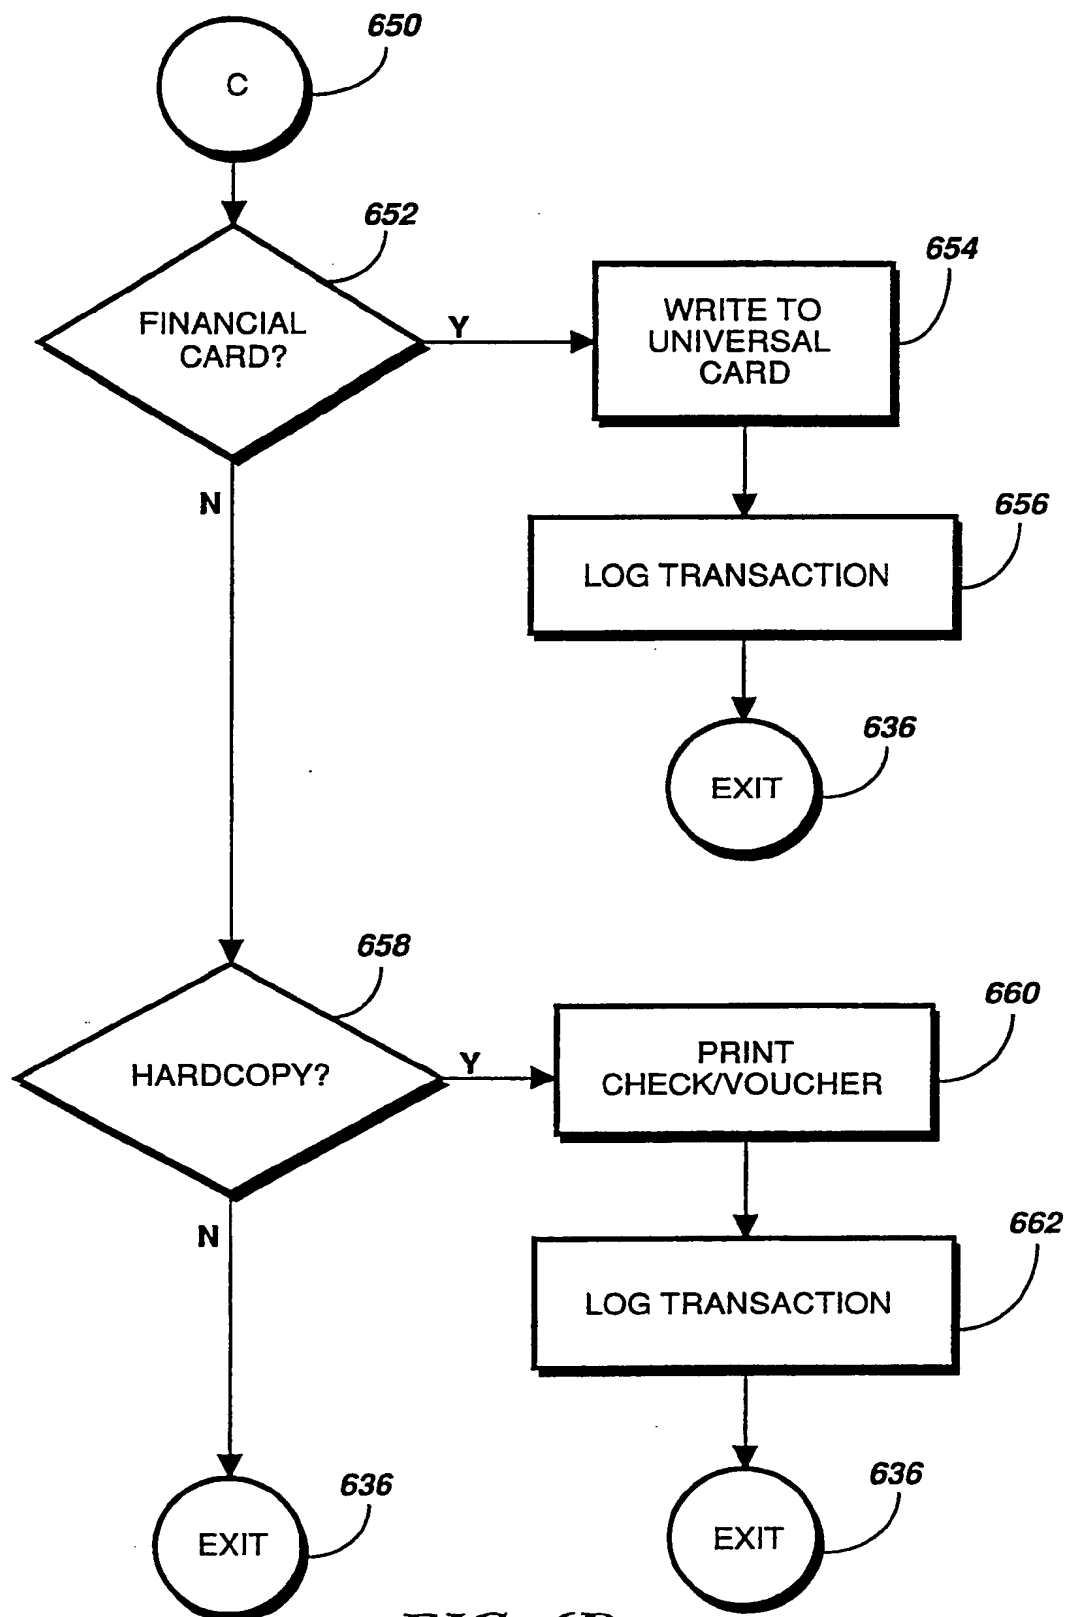 650
C
652
FINANCIAL
CARD?
Y
654
WRITE TO
UNIVERSAL
CARD
N
656
LOG TRANSACTION
636
EXIT
658
HARDCOPY?
Y
660
PRINT
CHECK/VOUCHER
N
662
LOG TRANSACTION
636
EXIT
636
EXIT